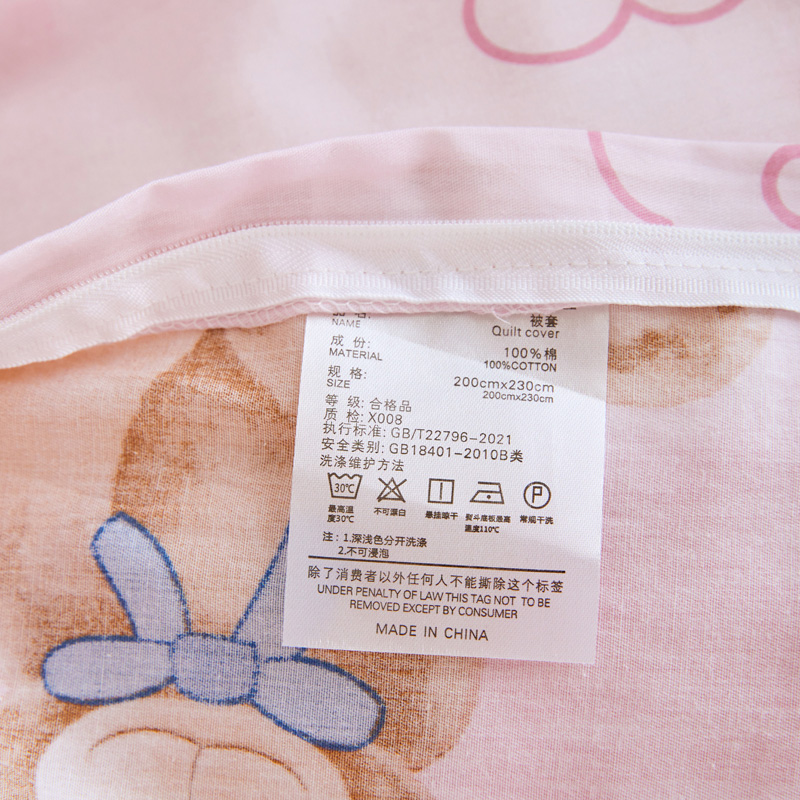 品名: 被套
NAME Quilt cover
成份: 100%棉
MATERIAL 100%COTTON
规格: 200cmx230cm
SIZE 200cmx230cm
等级: 合格品
质检: X008
执行标准: GB/T22796-2021
安全类别: GB18401-2010B类
洗涤维护方法
30℃ P
最高温度30℃ 不可漂白 悬挂晾干 熨斗底板最高温度110℃ 常规干洗
注: 1.深浅色分开洗涤
2.不可浸泡
除了消费者以外任何人不能撕除这个标签
UNDER PENALTY OF LAW THIS TAG NOT TO BE
REMOVED EXCEPT BY CONSUMER
MADE IN CHINA